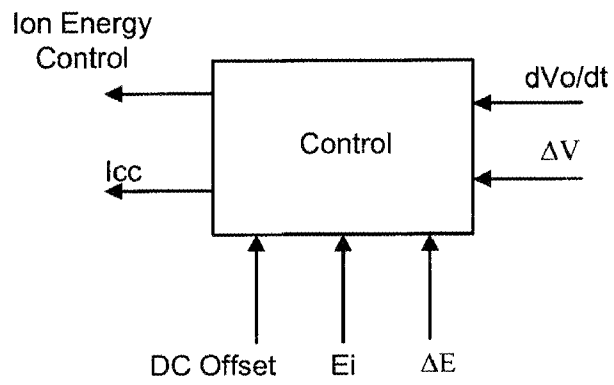 Ion Energy
Control
dVo/dt
Control
ΔV
Icc
DC Offset
Ei
ΔE